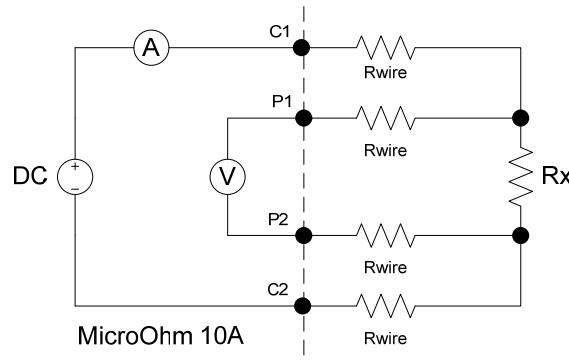 A
C1
Rwire
P1
Rwire
DC
+
−
V
Rx
P2
Rwire
C2
Rwire
MicroOhm 10A